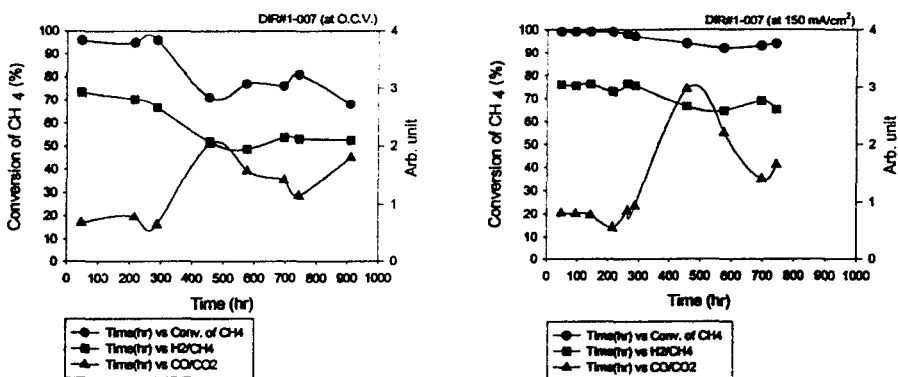 DIR#1-007 (at O.C.V.)
100
90
80
70
60
50
40
30
20
10
0
Conversion of CH 4 (%)
4
3
2
1
0
Arb. unit
0 100 200 300 400 500 600 700 800 900 1000
Time (hr)
Time(hr) vs Conv. of CH4
Time(hr) vs H2/CH4
Time(hr) vs CO/CO2
DIR#1-007 (at 150 mA/cm²)
100
90
80
70
60
50
40
30
20
10
0
Conversion of CH 4 (%)
4
3
2
1
0
Arb. unit
0 100 200 300 400 500 600 700 800 900 1000
Time (hr)
Time(hr) vs Conv. of CH4
Time(hr) vs H2/CH4
Time(hr) vs CO/CO2